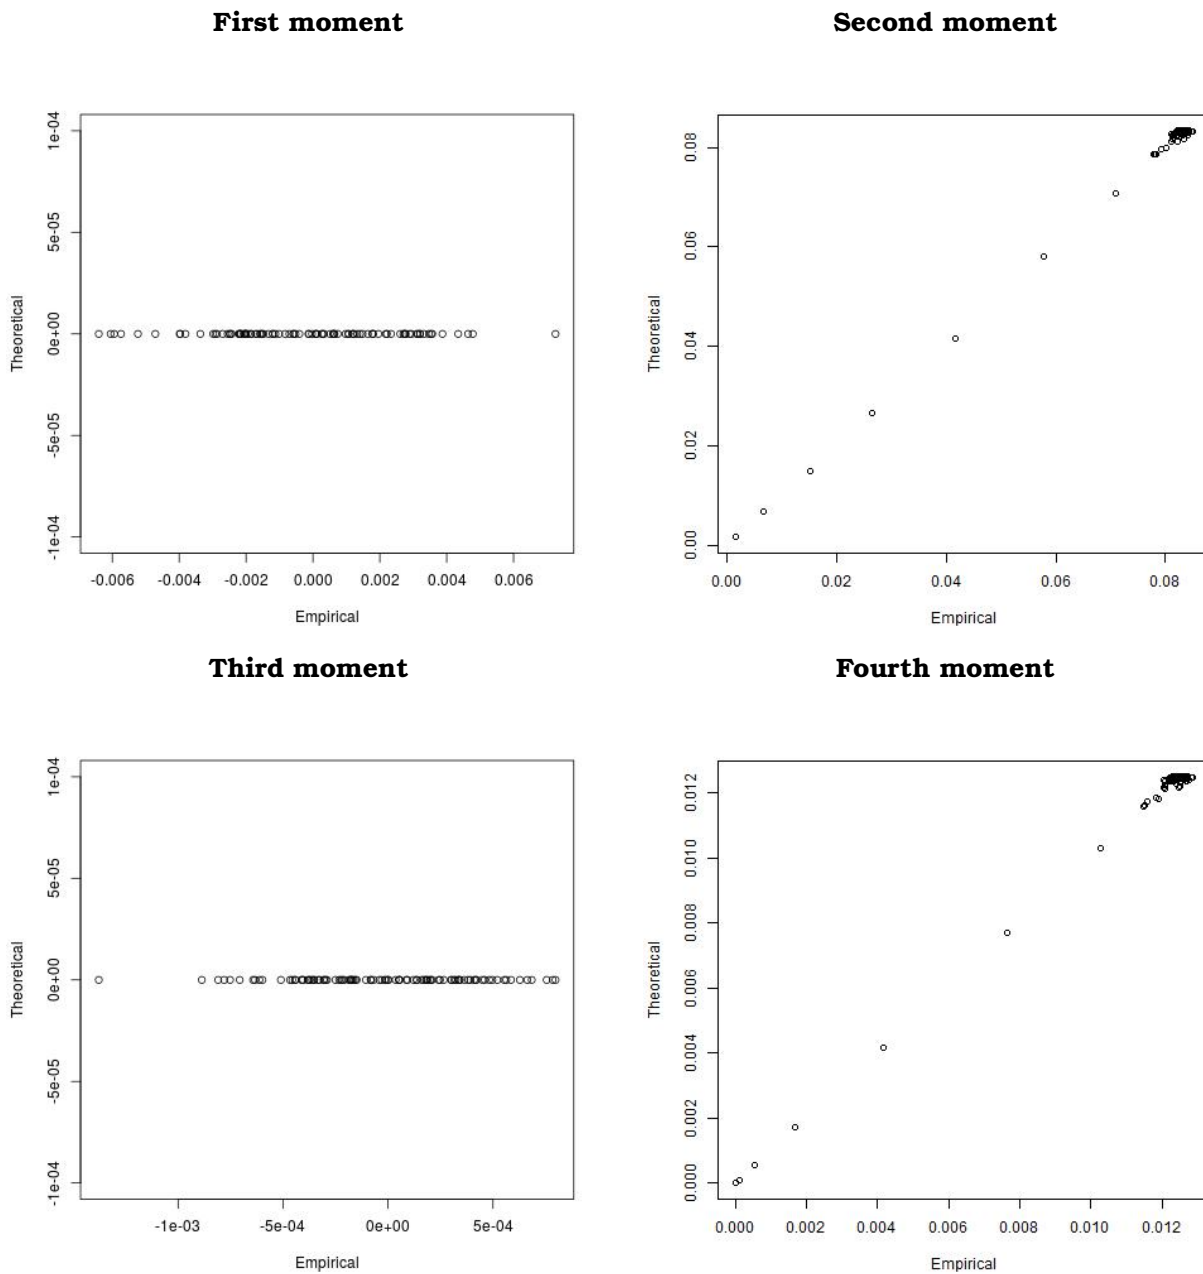 First moment
1e-04
5e-05
0e+00
-5e-05
-1e-04
Theoretical
-0.006 -0.004 -0.002 0.000 0.002 0.004 0.006
Empirical
Second moment
0.08
0.06
0.04
0.02
0.00
Theoretical
0.00 0.02 0.04 0.06 0.08
Empirical
Third moment
1e-04
5e-05
0e+00
-5e-05
-1e-04
Theoretical
-1e-03 -5e-04 0e+00 5e-04
Empirical
Fourth moment
0.012
0.010
0.008
0.006
0.004
0.002
0.000
Theoretical
0.000 0.002 0.004 0.006 0.008 0.010 0.012
Empirical